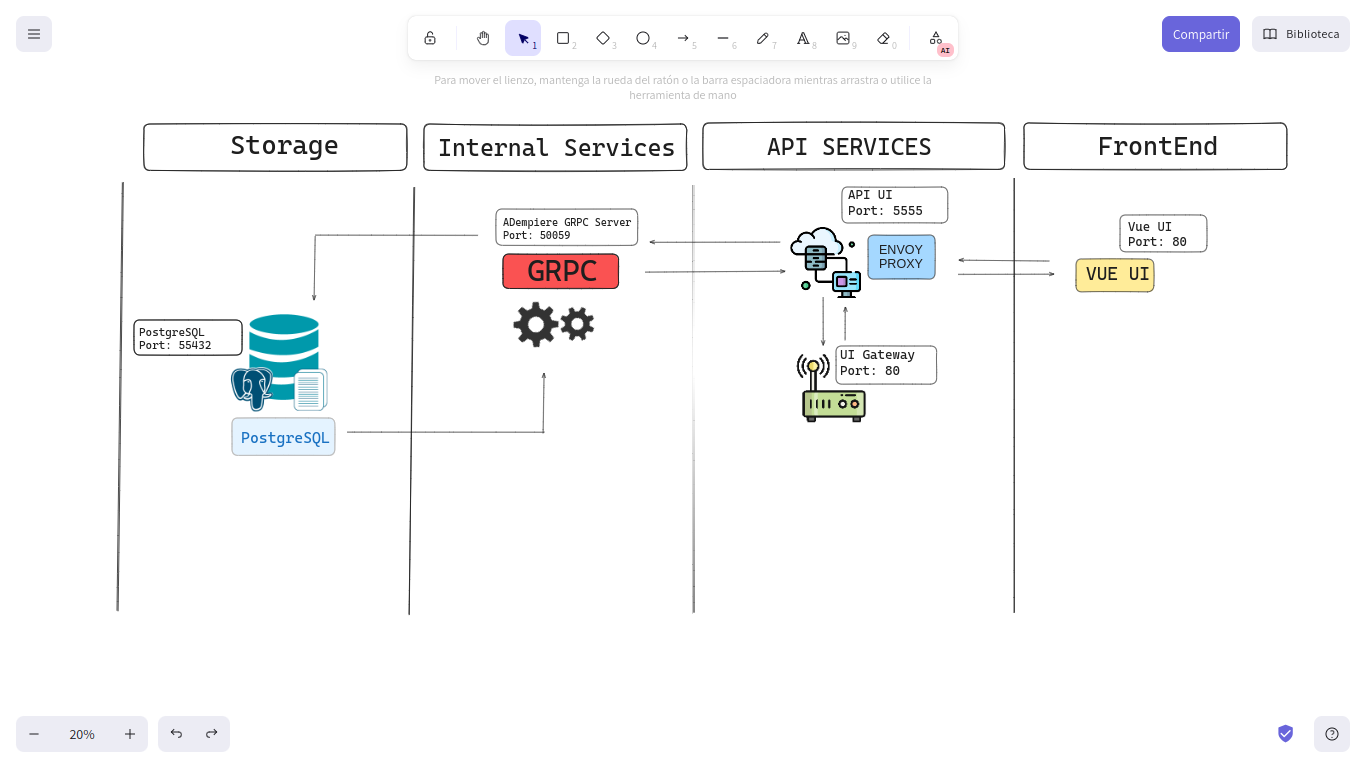 1
2
3
4
5
6
7
8
9
0
AI
Compartir
Biblioteca
Para mover el lienzo, mantenga la rueda del ratón o la barra espaciadora mientras arrastra o utilice la
herramienta de mano
Storage
Internal Services
API SERVICES
FrontEnd
PostgreSQL
Port: 55432
PostgreSQL
ADempiere GRPC Server
Port: 50059
GRPC
API UI
Port: 5555
ENVOY
PROXY
UI Gateway
Port: 80
Vue UI
Port: 80
VUE UI
20%